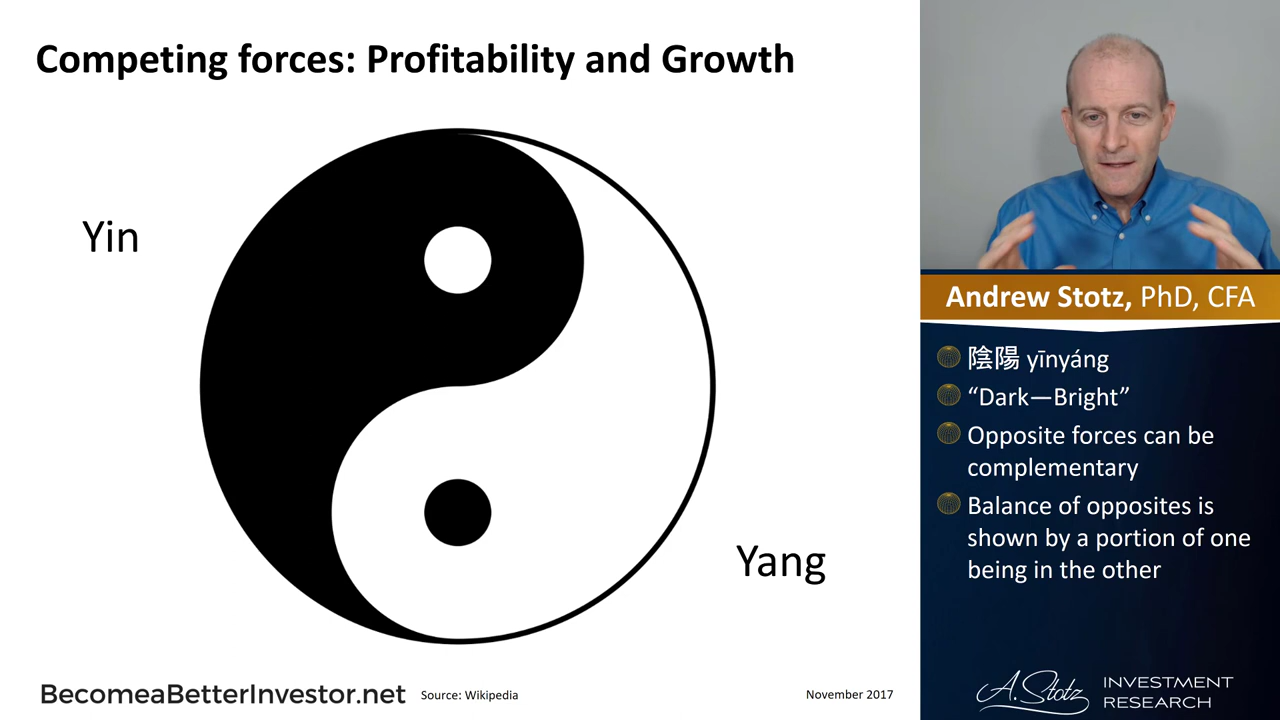 Competing forces: Profitability and Growth
Yin
Yang
BecomeaBetterInvestor.net
Source: Wikipedia
November 2017
Andrew Stotz, PhD, CFA
陰陽 yīnyáng
“Dark—Bright”
Opposite forces can be
complementary
Balance of opposites is
shown by a portion of one
being in the other
A. Stotz
INVESTMENT
RESEARCH